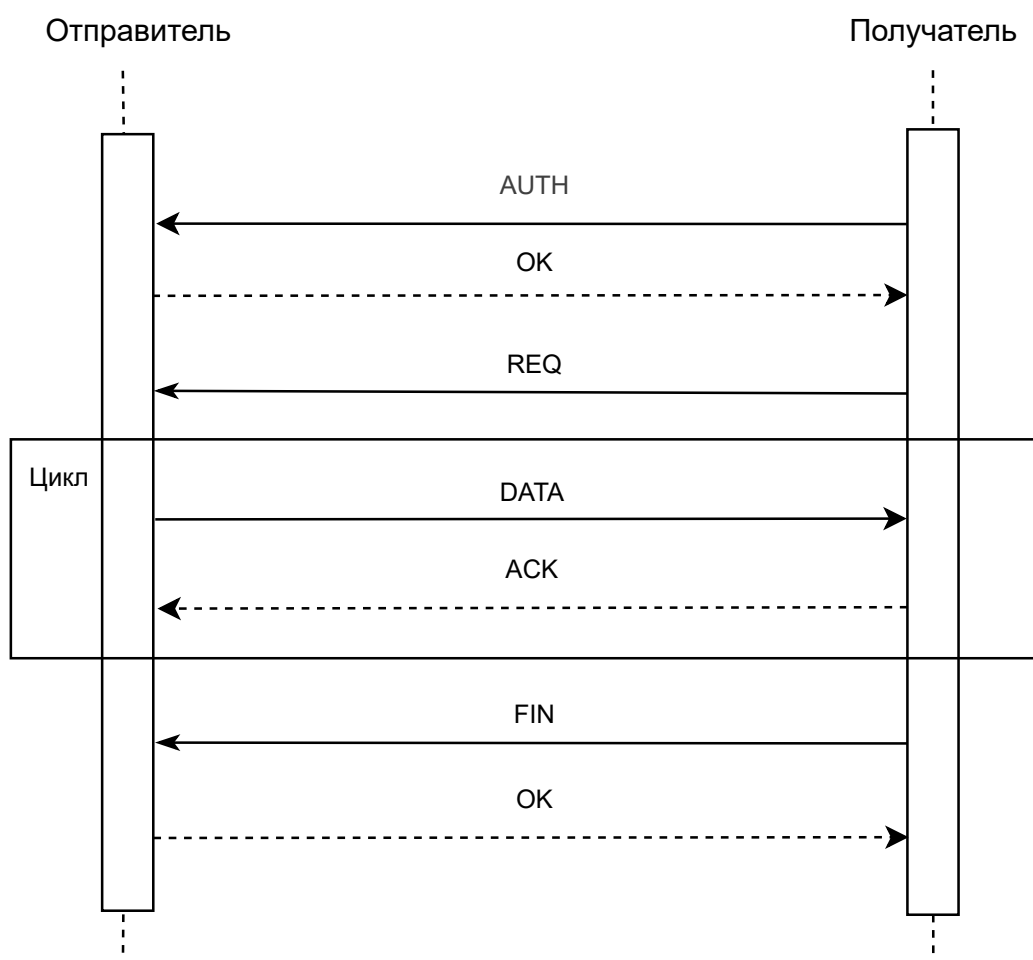 Отправитель
Получатель
AUTH
OK
REQ
Цикл
DATA
ACK
FIN
OK